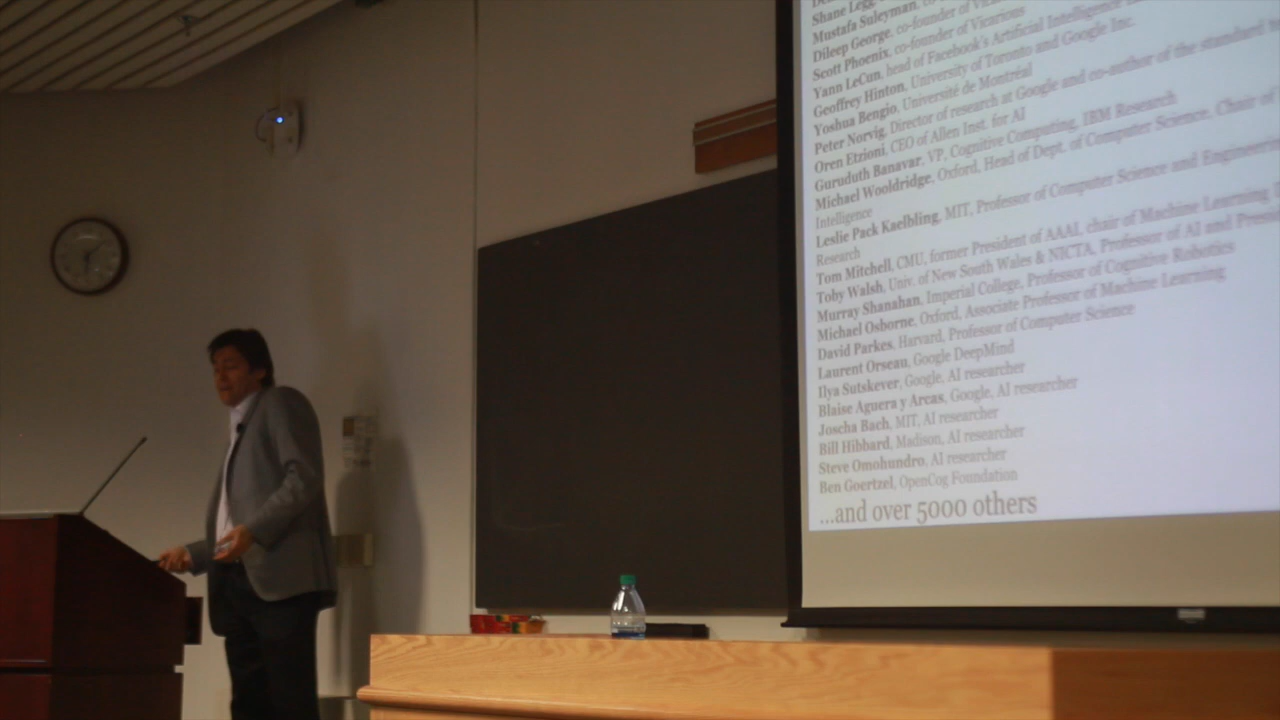 Shane Legg,
Mustafa Suleyman, co-founder of
Dileep George, co-founder of Vicarious
Scott Phoenix, co-founder of Vicarious
Yann LeCun, head of Facebook's Artificial Intelligence
Geoffrey Hinton, University of Toronto and Google Inc.
Yoshua Bengio, Université de Montréal
Peter Norvig, Director of research at Google and co-author of the standard
Oren Etzioni, CEO of Allen Inst. for AI
Guruduth Banavar, VP, Cognitive Computing, IBM Research
Michael Wooldridge, Oxford, Head of Dept. of Computer Science, Chair of
Intelligence
Leslie Pack Kaelbling, MIT, Professor of Computer Science and Engineering
Research
Tom Mitchell, CMU, former President of AAAI, chair of Machine Learning
Toby Walsh, Univ. of New South Wales & NICTA, Professor of AI and
Murray Shanahan, Imperial College, Professor of Cognitive Robotics
Michael Osborne, Oxford, Associate Professor of Machine Learning
David Parkes, Harvard, Professor of Computer Science
Laurent Orseau, Google DeepMind
Ilya Sutskever, Google, AI researcher
Blaise Aguera y Arcas, Google, AI researcher
Joscha Bach, MIT, AI researcher
Bill Hibbard, Madison, AI researcher
Steve Omohundro, AI researcher
Ben Goertzel, OpenCog Foundation
...and over 5000 others